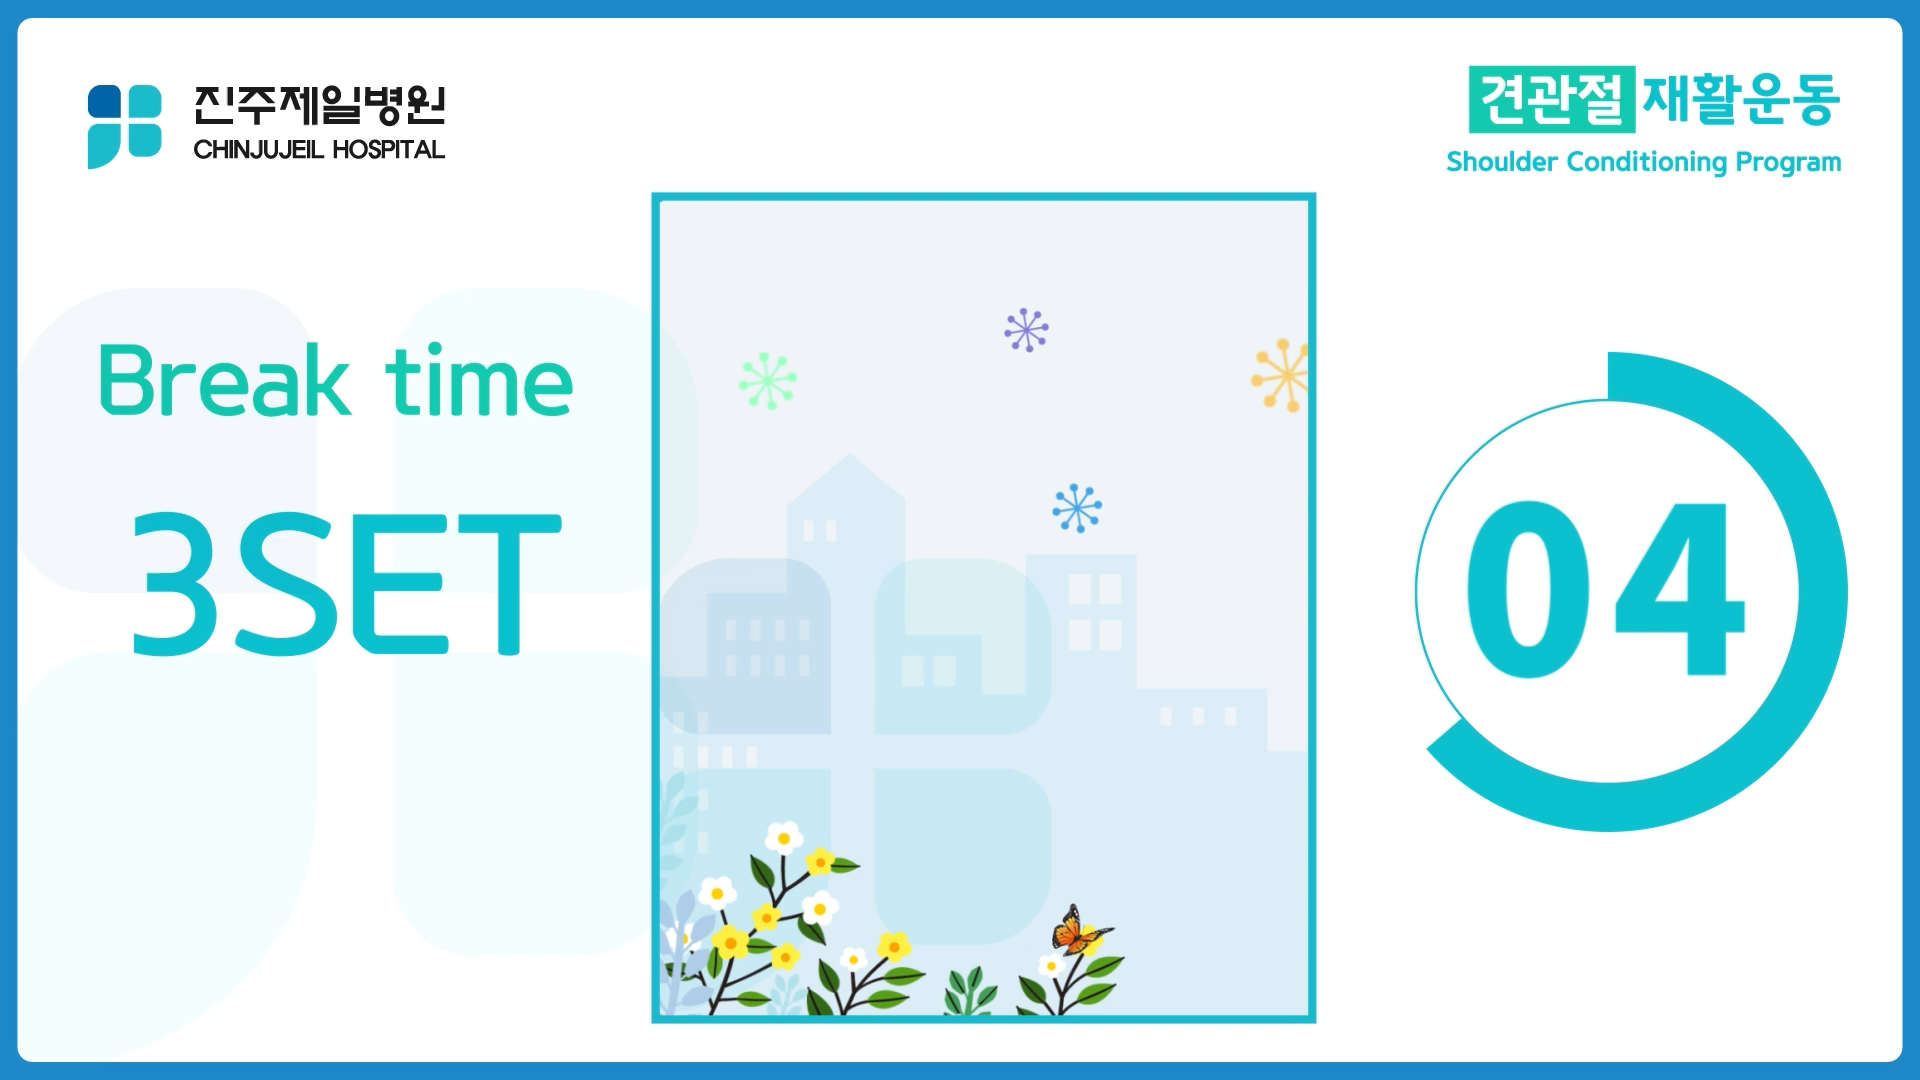 진주제일병원
CHINJUJEIL HOSPITAL
견관절 재활운동
Shoulder Conditioning Program
Break time
3SET
04